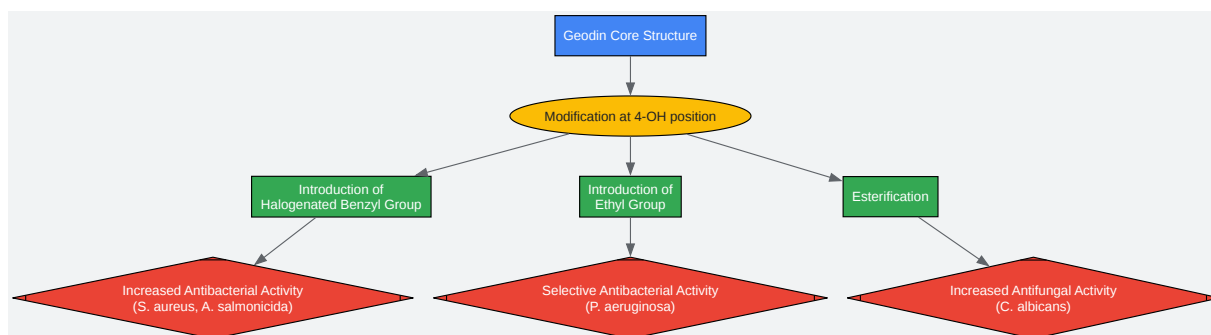 Geodin Core Structure
Modification at 4-OH position
Introduction of
Halogenated Benzyl Group
Introduction of
Ethyl Group
Esterification
Increased Antibacterial Activity
(S. aureus, A. salmonicida)
Selective Antibacterial Activity
(P. aeruginosa)
Increased Antifungal Activity
(C. albicans)